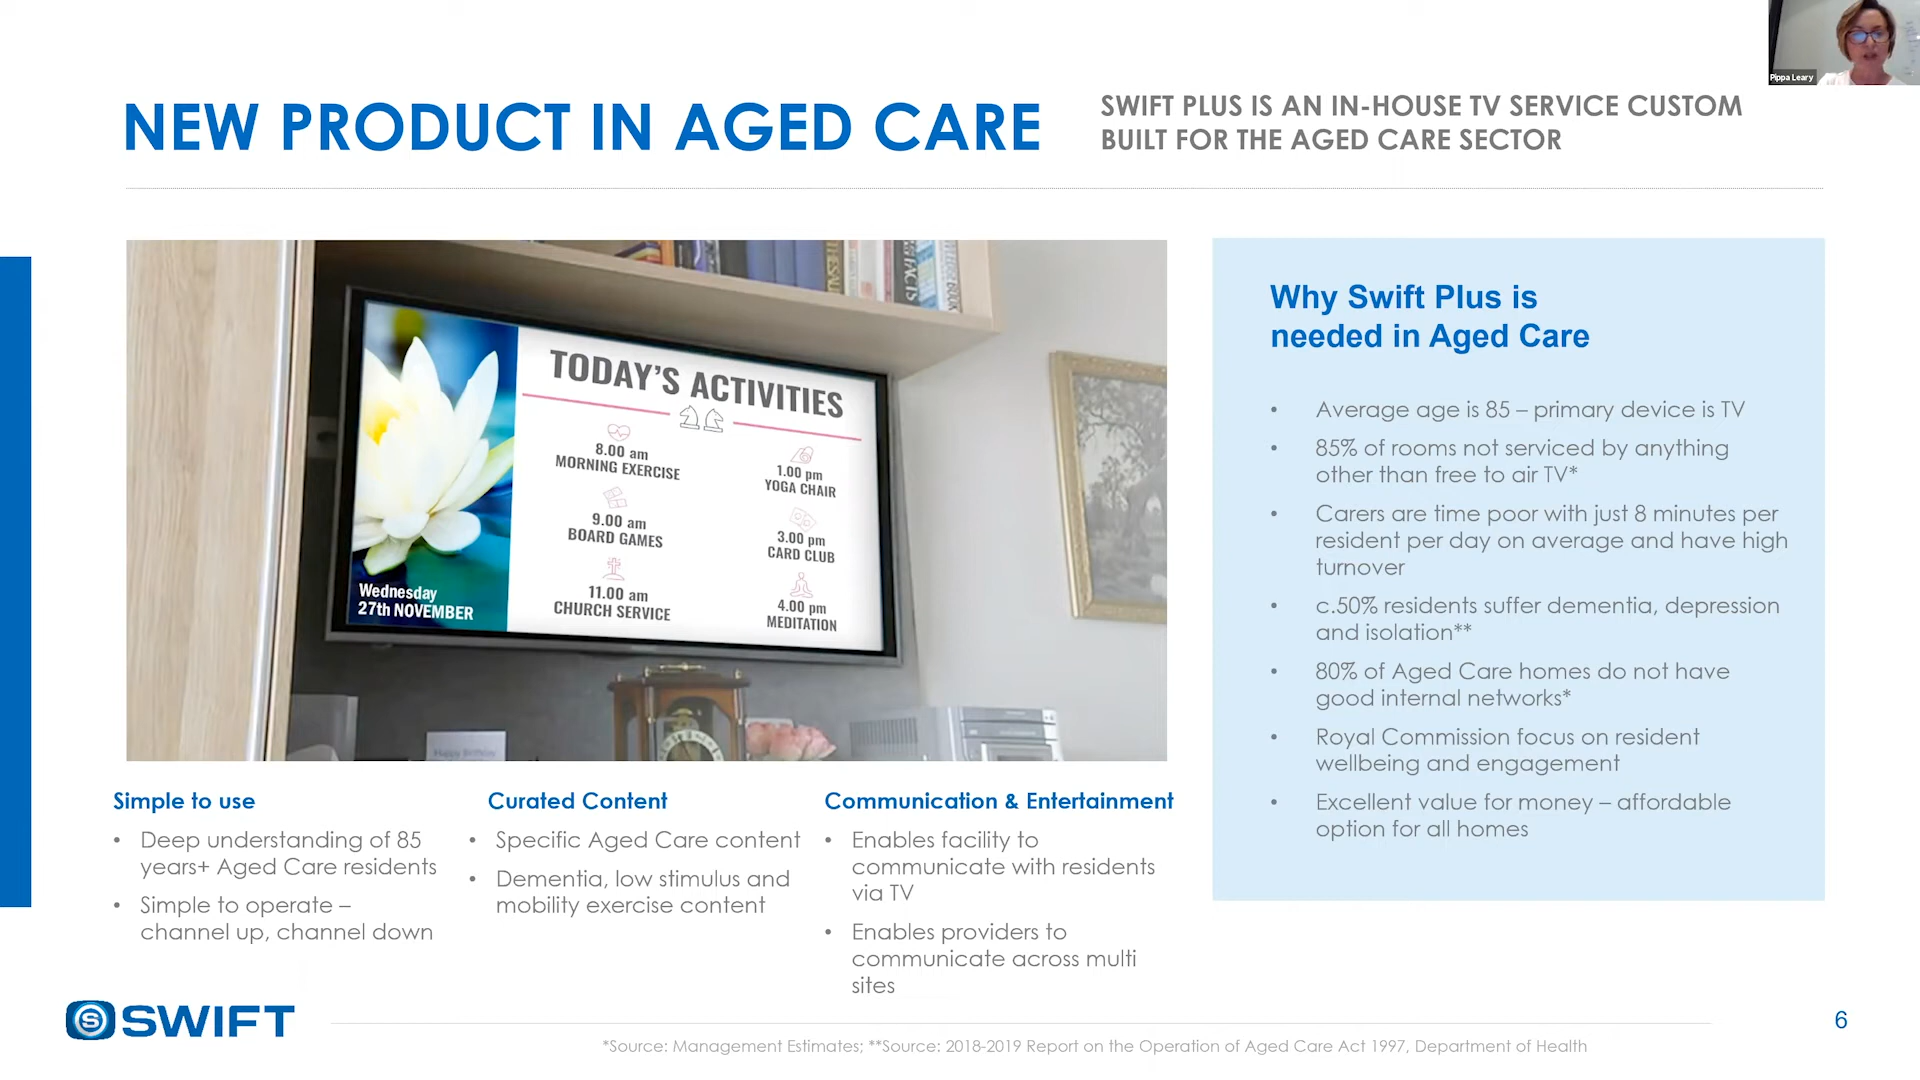 Pippa Leary
NEW PRODUCT IN AGED CARE
SWIFT PLUS IS AN IN-HOUSE TV SERVICE CUSTOM
BUILT FOR THE AGED CARE SECTOR
TODAY'S ACTIVITIES
8.00 am
MORNING EXERCISE
9.00 am
BOARD GAMES
11.00 am
CHURCH SERVICE
1.00 pm
YOGA CHAIR
3.00 pm
CARD CLUB
4.00 pm
MEDITATION
Wednesday
27th NOVEMBER
Happy Birthday
Simple to use
• Deep understanding of 85
years+ Aged Care residents
• Simple to operate –
channel up, channel down
Curated Content
• Specific Aged Care content
• Dementia, low stimulus and
mobility exercise content
Communication & Entertainment
• Enables facility to
communicate with residents
via TV
• Enables providers to
communicate across multi
sites
Why Swift Plus is
needed in Aged Care
• Average age is 85 – primary device is TV
• 85% of rooms not serviced by anything
other than free to air TV*
• Carers are time poor with just 8 minutes per
resident per day on average and have high
turnover
• c.50% residents suffer dementia, depression
and isolation**
• 80% of Aged Care homes do not have
good internal networks*
• Royal Commission focus on resident
wellbeing and engagement
• Excellent value for money – affordable
option for all homes
S SWIFT
*Source: Management Estimates; **Source: 2018-2019 Report on the Operation of Aged Care Act 1997, Department of Health
6